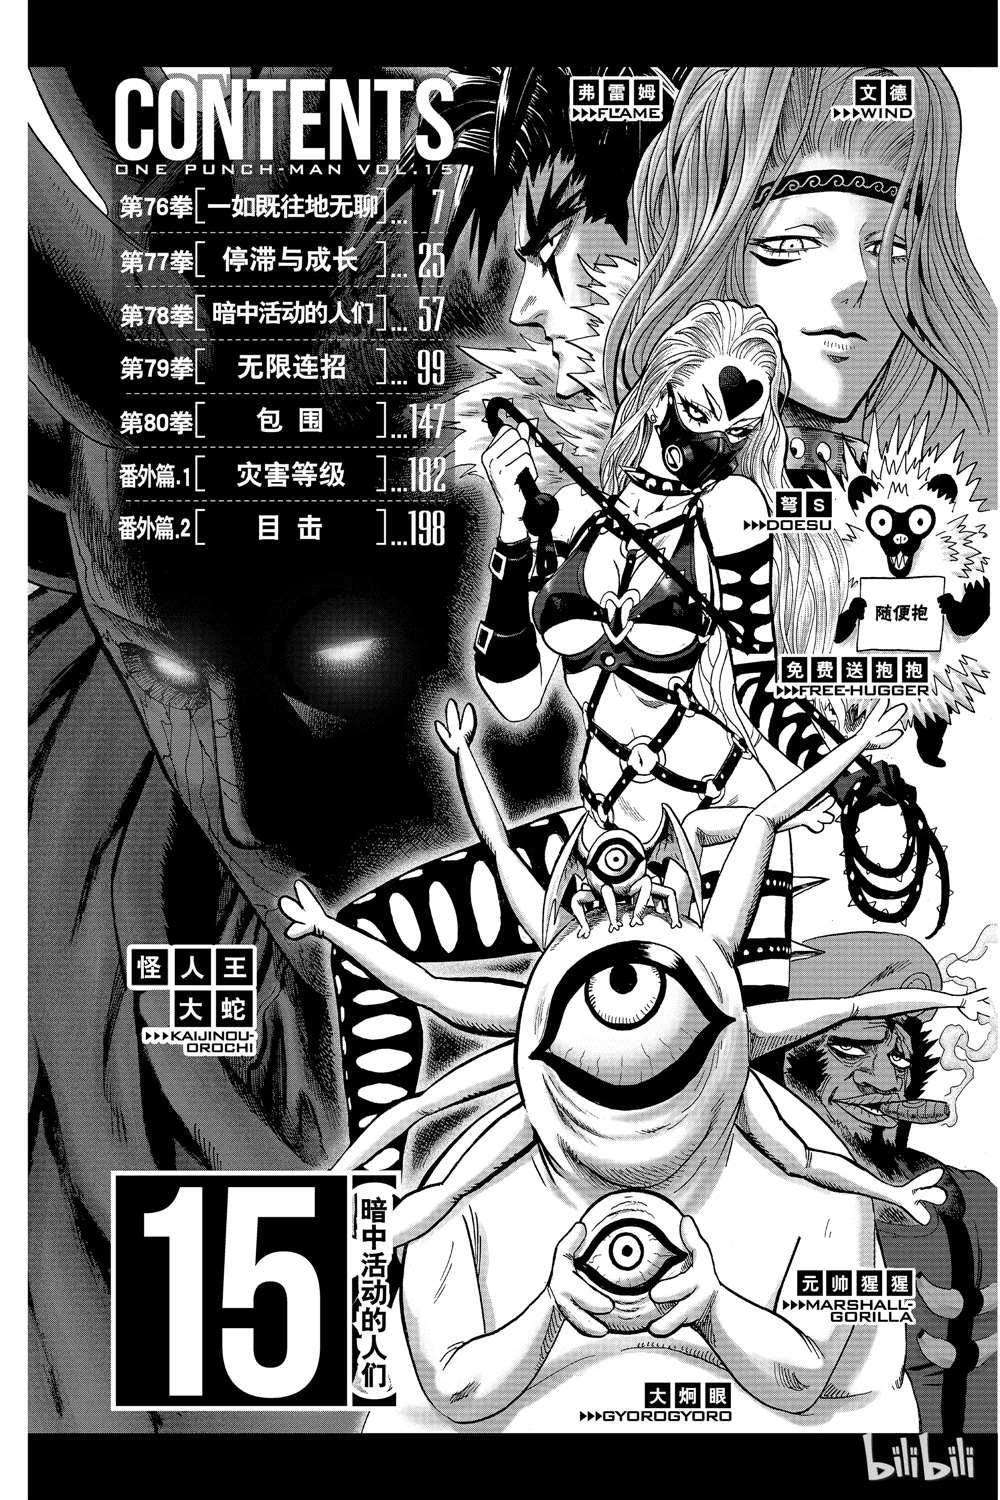 CONTENTS
ONE PUNCH-MAN VOL.15
第76拳[一如既往地无聊]...7
第77拳[停滞与成长]...25
第78拳[暗中活动的人们]...57
第79拳[无限连招]...99
第80拳[包围]...147
番外篇.1[灾害等级]...182
番外篇.2[目击]...198
弗雷姆
FLAME
文德
WIND
弩S
DOESU
随便抱
免费送抱抱
FREE-HUGGER
怪人王
大蛇
KAIJINOU-
OROCHI
15
暗中活动的人们
元帅猩猩
MARSHALL-
GORILLA
大炯眼
GYOROGYORO
bilibili